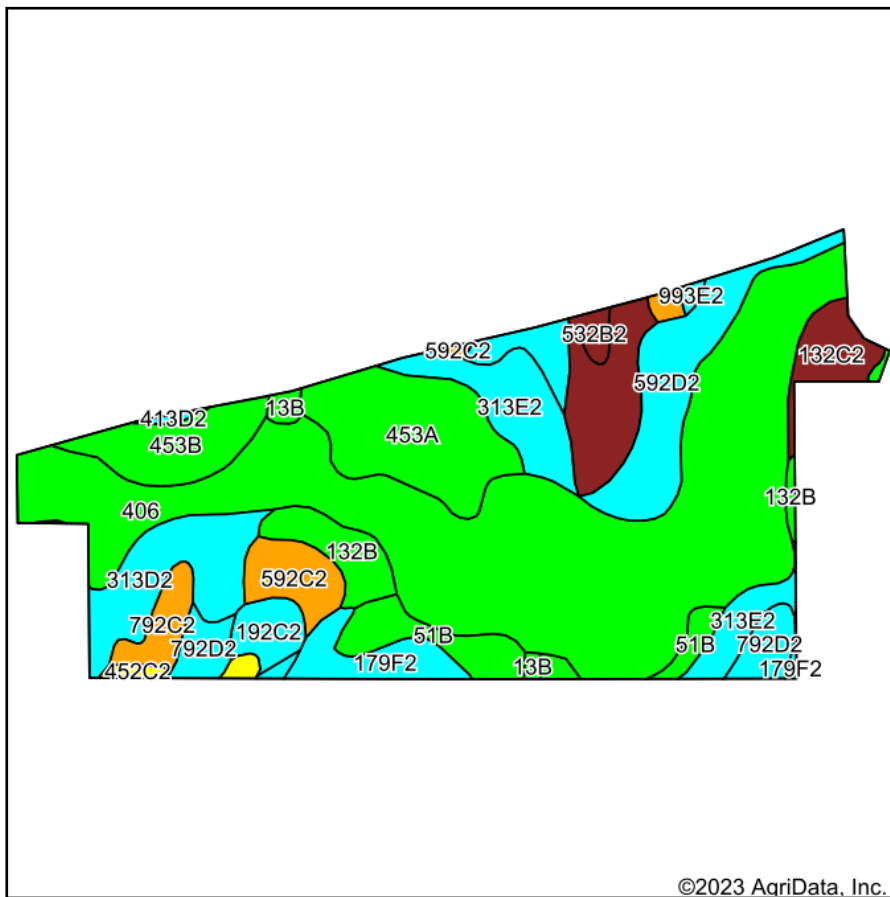 993E2
532B2
592C2
132C2
592D2
313E2
13B
413D2
453A
453B
132B
406
132B
592C2
313D2
792C2
192C2
313E2
51B
792D2
792D2
51B
179F2
13B
179F2
452C2
©2023 AgriData, Inc.